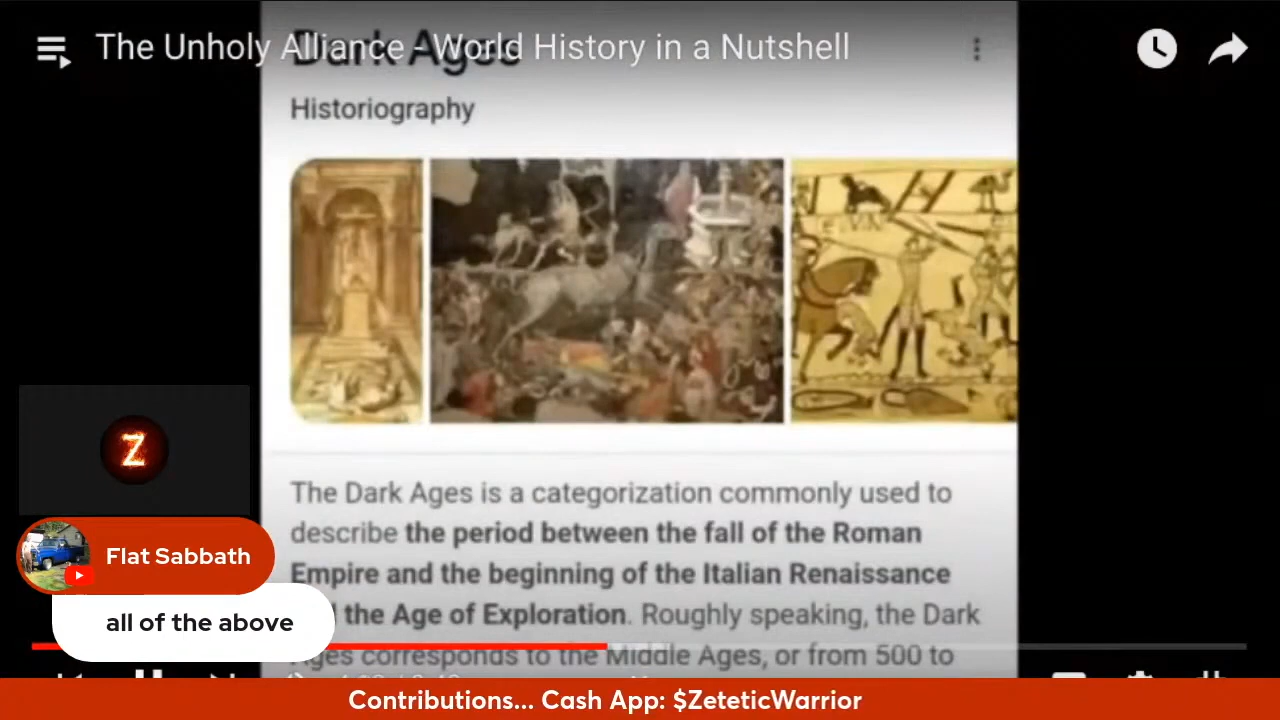 The Unholy Alliance - World History in a Nutshell
Dark Ages
Historiography
The Dark Ages is a categorization commonly used to
describe the period between the fall of the Roman
Empire and the beginning of the Italian Renaissance
the Age of Exploration. Roughly speaking, the Dark
Ages corresponds to the Middle Ages, or from 500 to
Z
Flat Sabbath
all of the above
Contributions... Cash App: $ZeteticWarrior